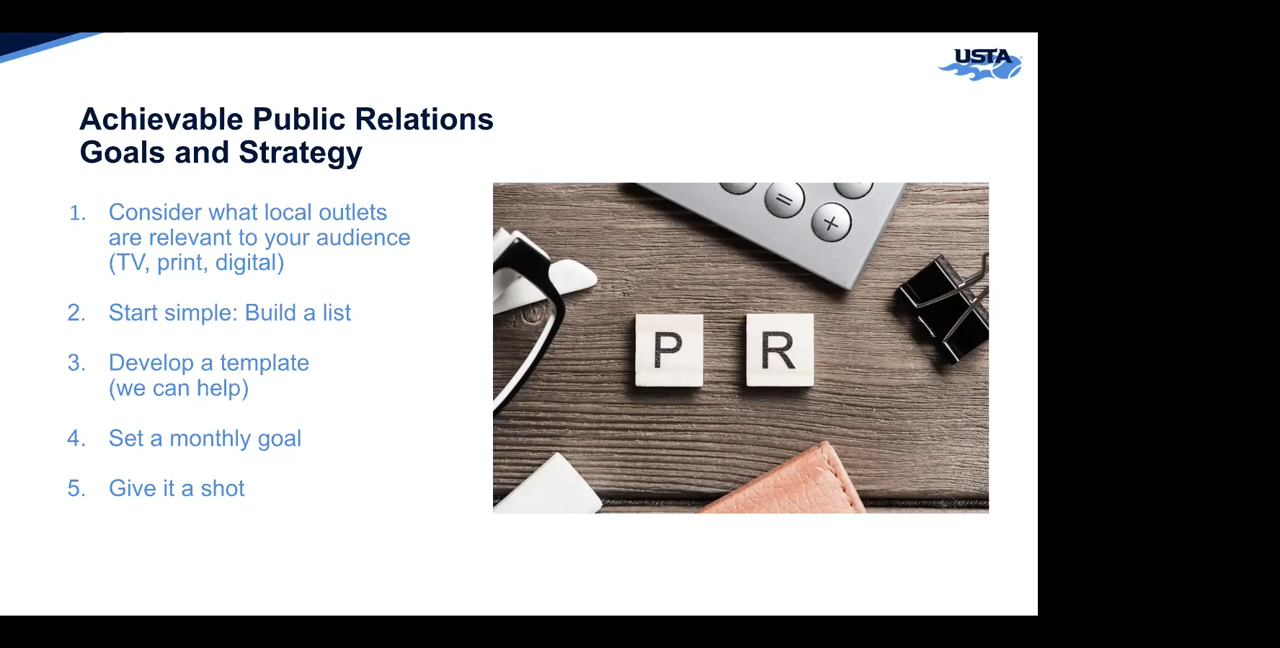 USTA
Achievable Public Relations
Goals and Strategy
1. Consider what local outlets
are relevant to your audience
(TV, print, digital)
2. Start simple: Build a list
3. Develop a template
(we can help)
4. Set a monthly goal
5. Give it a shot
= +
P R